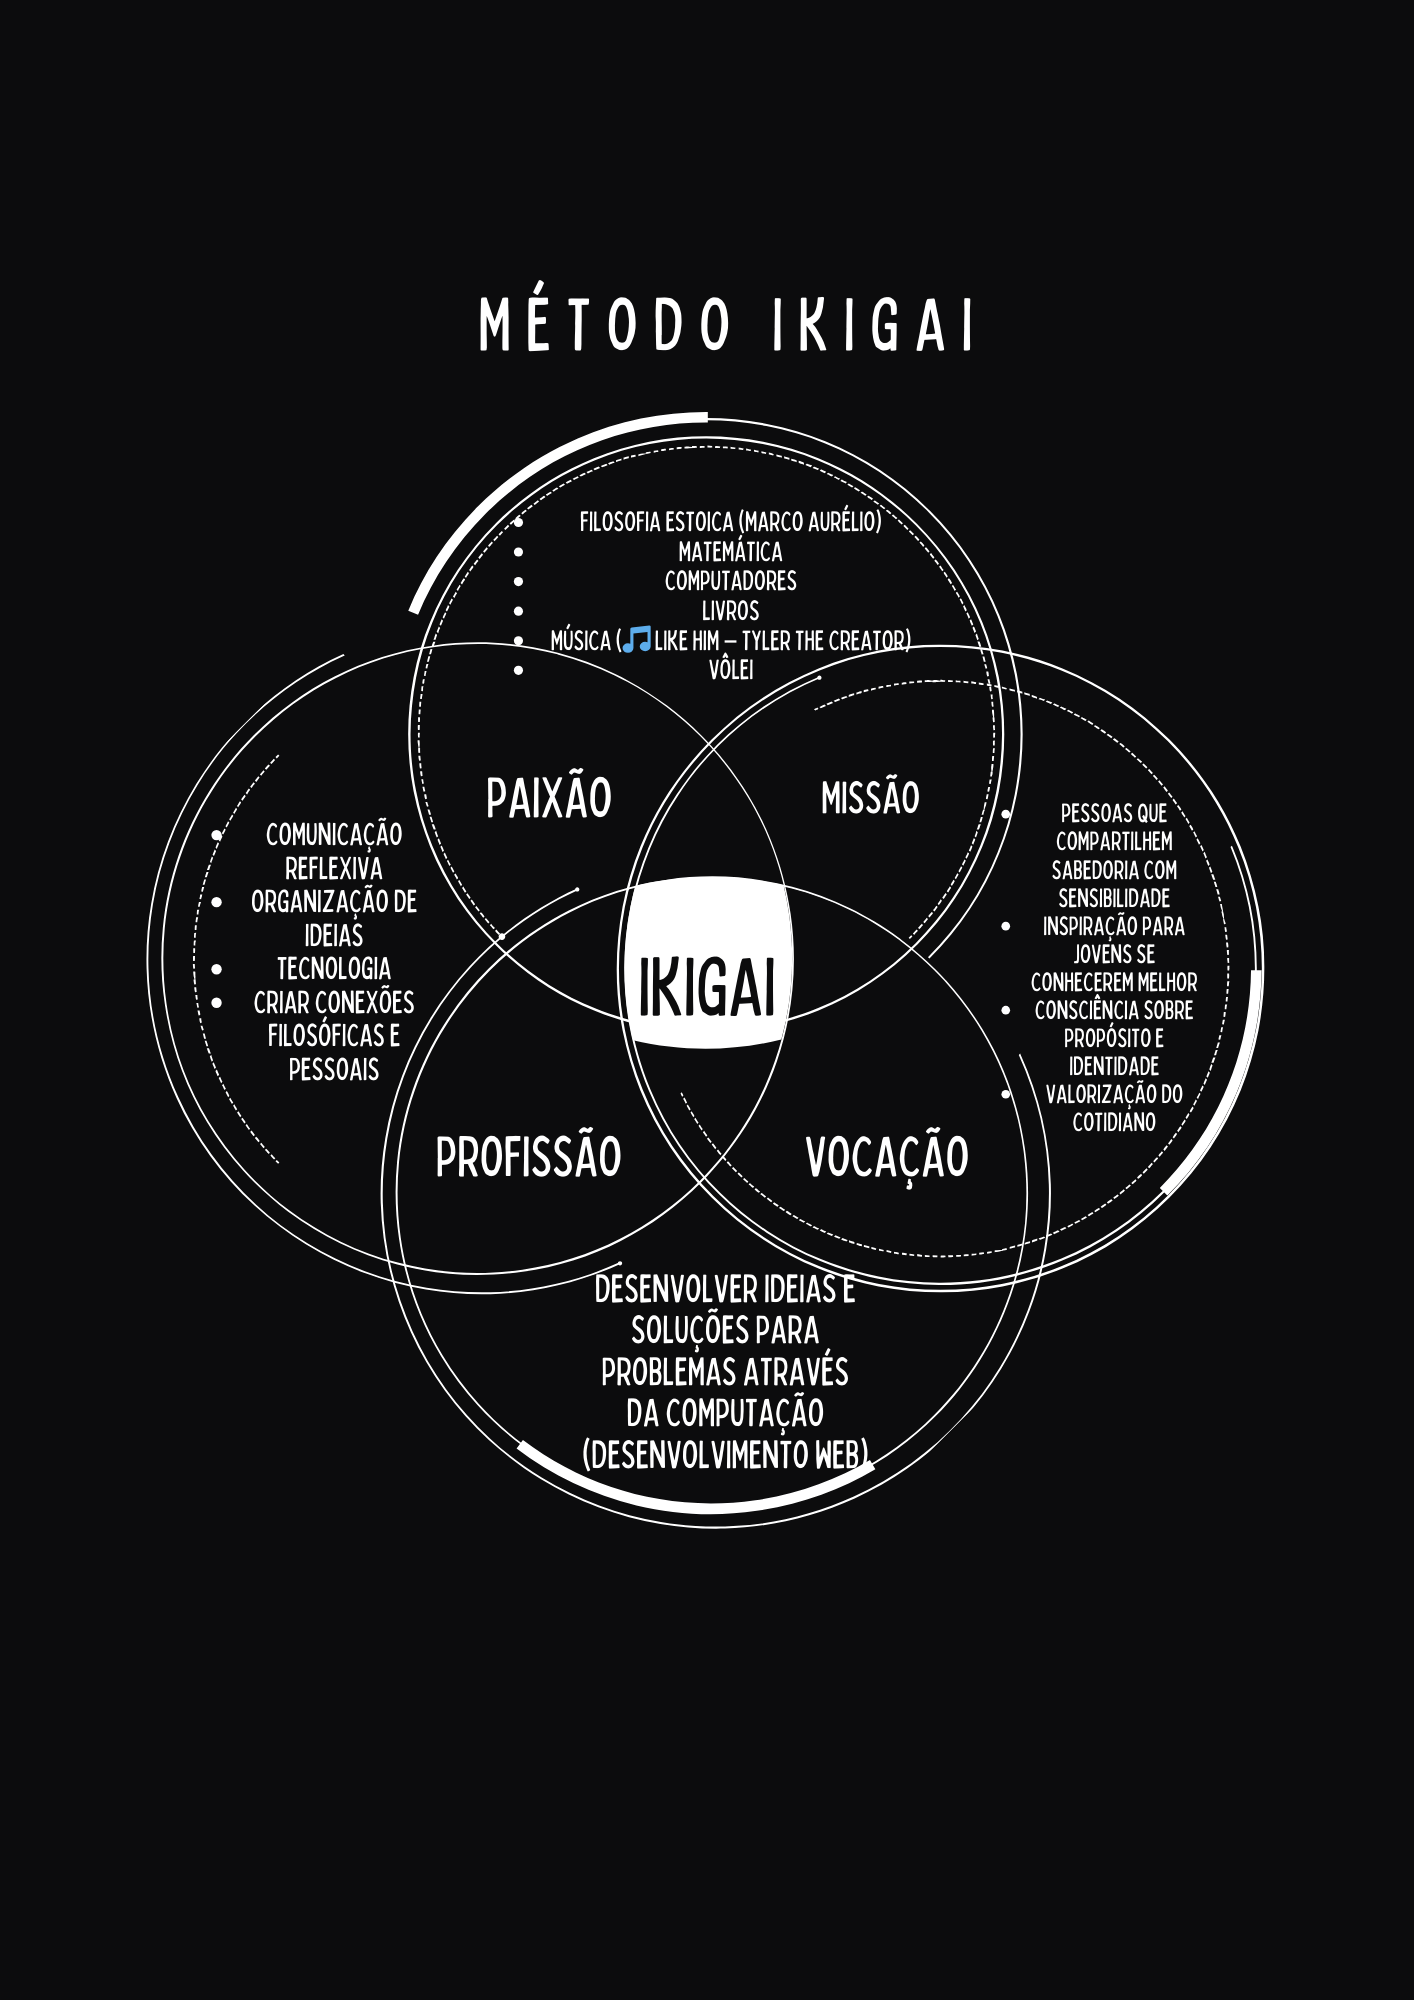 MÉTODO IKIGAI
FILOSOFIA ESTOICA (MARCO AURÉLIO)
MATEMÁTICA
COMPUTADORES
LIVROS
MÚSICA (🎵LIKE HIM – TYLER THE CREATOR)
VÔLEI
PAIXÃO
MISSÃO
COMUNICAÇÃO
REFLEXIVA
ORGANIZAÇÃO DE
IDEIAS
TECNOLOGIA
CRIAR CONEXÕES
FILOSÓFICAS E
PESSOAIS
PESSOAS QUE
COMPARTILHEM
SABEDORIA COM
SENSIBILIDADE
INSPIRAÇÃO PARA
JOVENS SE
CONHECEREM MELHOR
CONSCIÊNCIA SOBRE
PROPÓSITO E
IDENTIDADE
VALORIZAÇÃO DO
COTIDIANO
IKIGAI
PROFISSÃO
VOCAÇÃO
DESENVOLVER IDEIAS E
SOLUÇÕES PARA
PROBLEMAS ATRAVÉS
DA COMPUTAÇÃO
(DESENVOLVIMENTO WEB)